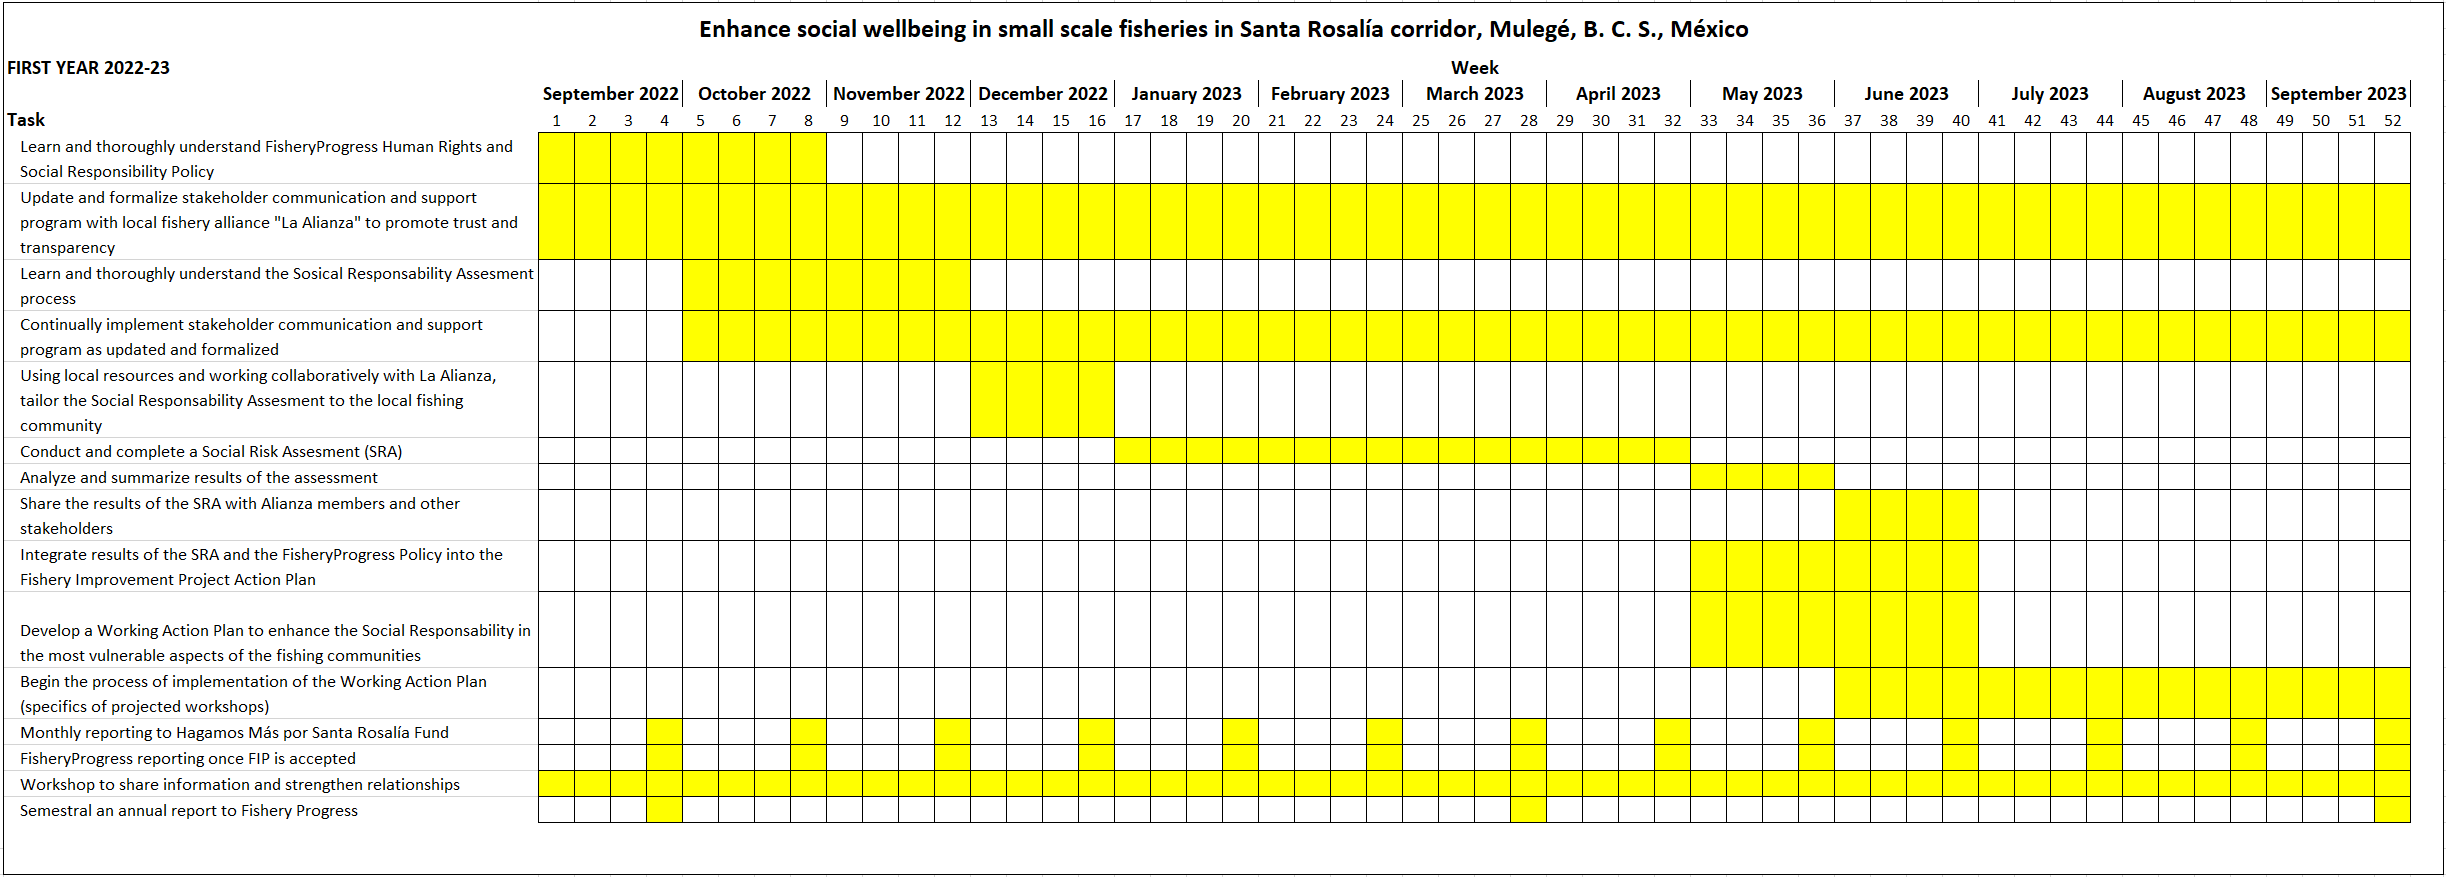 Enhance social wellbeing in small scale fisheries in Santa Rosalía corridor, Mulegé, B. C. S., México
FIRST YEAR 2022-23
Week
September 2022 October 2022 November 2022 December 2022 January 2023 February 2023 March 2023 April 2023 May 2023 June 2023 July 2023 August 2023 September 2023
Task 1 2 3 4 5 6 7 8 9 10 11 12 13 14 15 16 17 18 19 20 21 22 23 24 25 26 27 28 29 30 31 32 33 34 35 36 37 38 39 40 41 42 43 44 45 46 47 48 49 50 51 52
Learn and thoroughly understand FisheryProgress Human Rights and
Social Responsibility Policy
Update and formalize stakeholder communication and support
program with local fishery alliance "La Alianza" to promote trust and
transparency
Learn and thoroughly understand the Sosical Responsability Assesment
process
Continually implement stakeholder communication and support
program as updated and formalized
Using local resources and working collaboratively with La Alianza,
tailor the Social Responsability Assesment to the local fishing
community
Conduct and complete a Social Risk Assesment (SRA)
Analyze and summarize results of the assessment
Share the results of the SRA with Alianza members and other
stakeholders
Integrate results of the SRA and the FisheryProgress Policy into the
Fishery Improvement Project Action Plan
Develop a Working Action Plan to enhance the Social Responsability in
the most vulnerable aspects of the fishing communities
Begin the process of implementation of the Working Action Plan
(specifics of projected workshops)
Monthly reporting to Hagamos Más por Santa Rosalía Fund
FisheryProgress reporting once FIP is accepted
Workshop to share information and strengthen relationships
Semestral an annual report to Fishery Progress